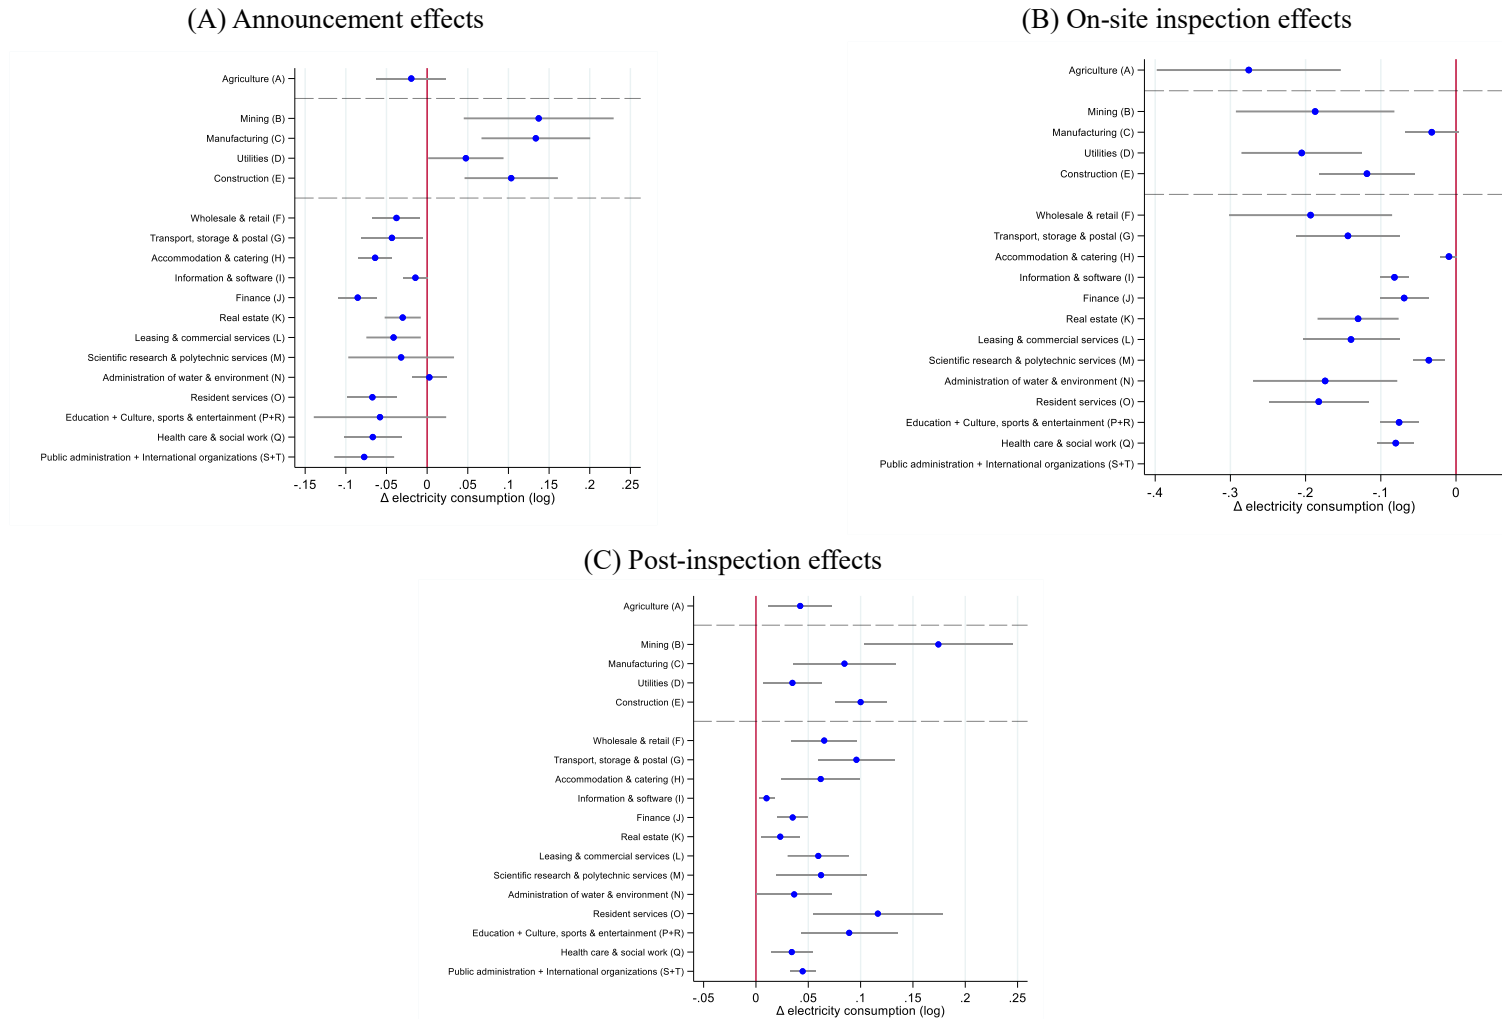 (A) Announcement effects
Agriculture (A)
Mining (B)
Manufacturing (C)
Utilities (D)
Construction (E)
Wholesale & retail (F)
Transport, storage & postal (G)
Accommodation & catering (H)
Information & software (I)
Finance (J)
Real estate (K)
Leasing & commercial services (L)
Scientific research & polytechnic services (M)
Administration of water & environment (N)
Resident services (O)
Education + Culture, sports & entertainment (P+R)
Health care & social work (Q)
Public administration + International organizations (S+T)
-.15 -.1 -.05 0 .05 .1 .15 .2 .25
Δ electricity consumption (log)
(B) On-site inspection effects
Agriculture (A)
Mining (B)
Manufacturing (C)
Utilities (D)
Construction (E)
Wholesale & retail (F)
Transport, storage & postal (G)
Accommodation & catering (H)
Information & software (I)
Finance (J)
Real estate (K)
Leasing & commercial services (L)
Scientific research & polytechnic services (M)
Administration of water & environment (N)
Resident services (O)
Education + Culture, sports & entertainment (P+R)
Health care & social work (Q)
Public administration + International organizations (S+T)
-.4 -.3 -.2 -.1 0
Δ electricity consumption (log)
(C) Post-inspection effects
Agriculture (A)
Mining (B)
Manufacturing (C)
Utilities (D)
Construction (E)
Wholesale & retail (F)
Transport, storage & postal (G)
Accommodation & catering (H)
Information & software (I)
Finance (J)
Real estate (K)
Leasing & commercial services (L)
Scientific research & polytechnic services (M)
Administration of water & environment (N)
Resident services (O)
Education + Culture, sports & entertainment (P+R)
Health care & social work (Q)
Public administration + International organizations (S+T)
-.05 0 .05 .1 .15 .2 .25
Δ electricity consumption (log)